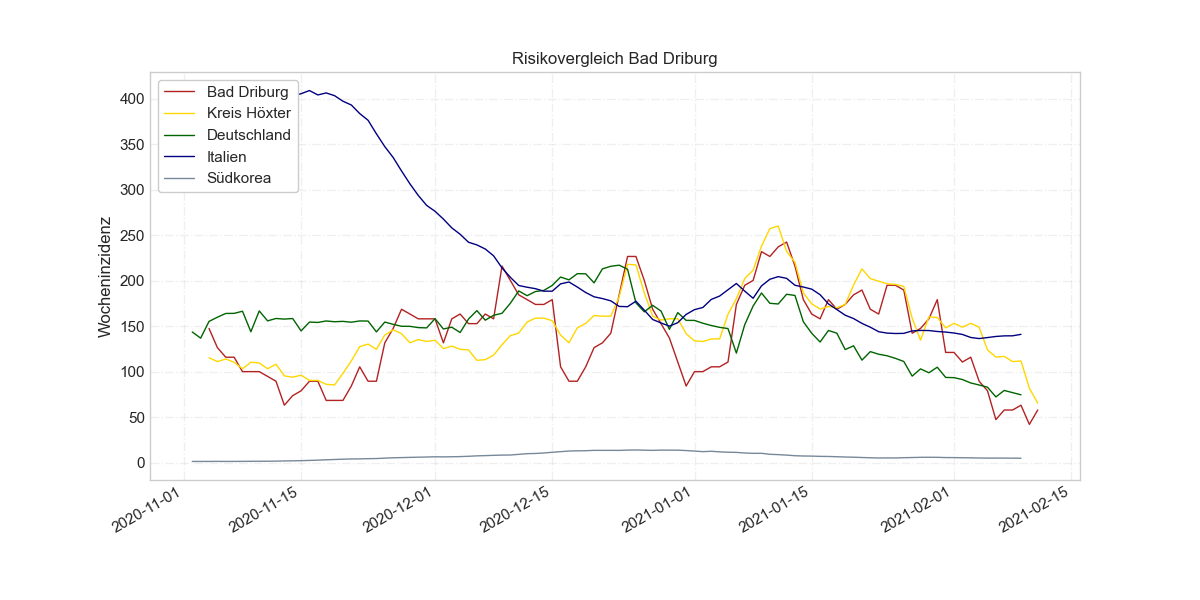 Risikovergleich Bad Driburg
Bad Driburg
Kreis Höxter
Deutschland
Italien
Südkorea
Wocheninzidenz
400
350
300
250
200
150
100
50
0
2020-11-01
2020-11-15
2020-12-01
2020-12-15
2021-01-01
2021-01-15
2021-02-01
2021-02-15